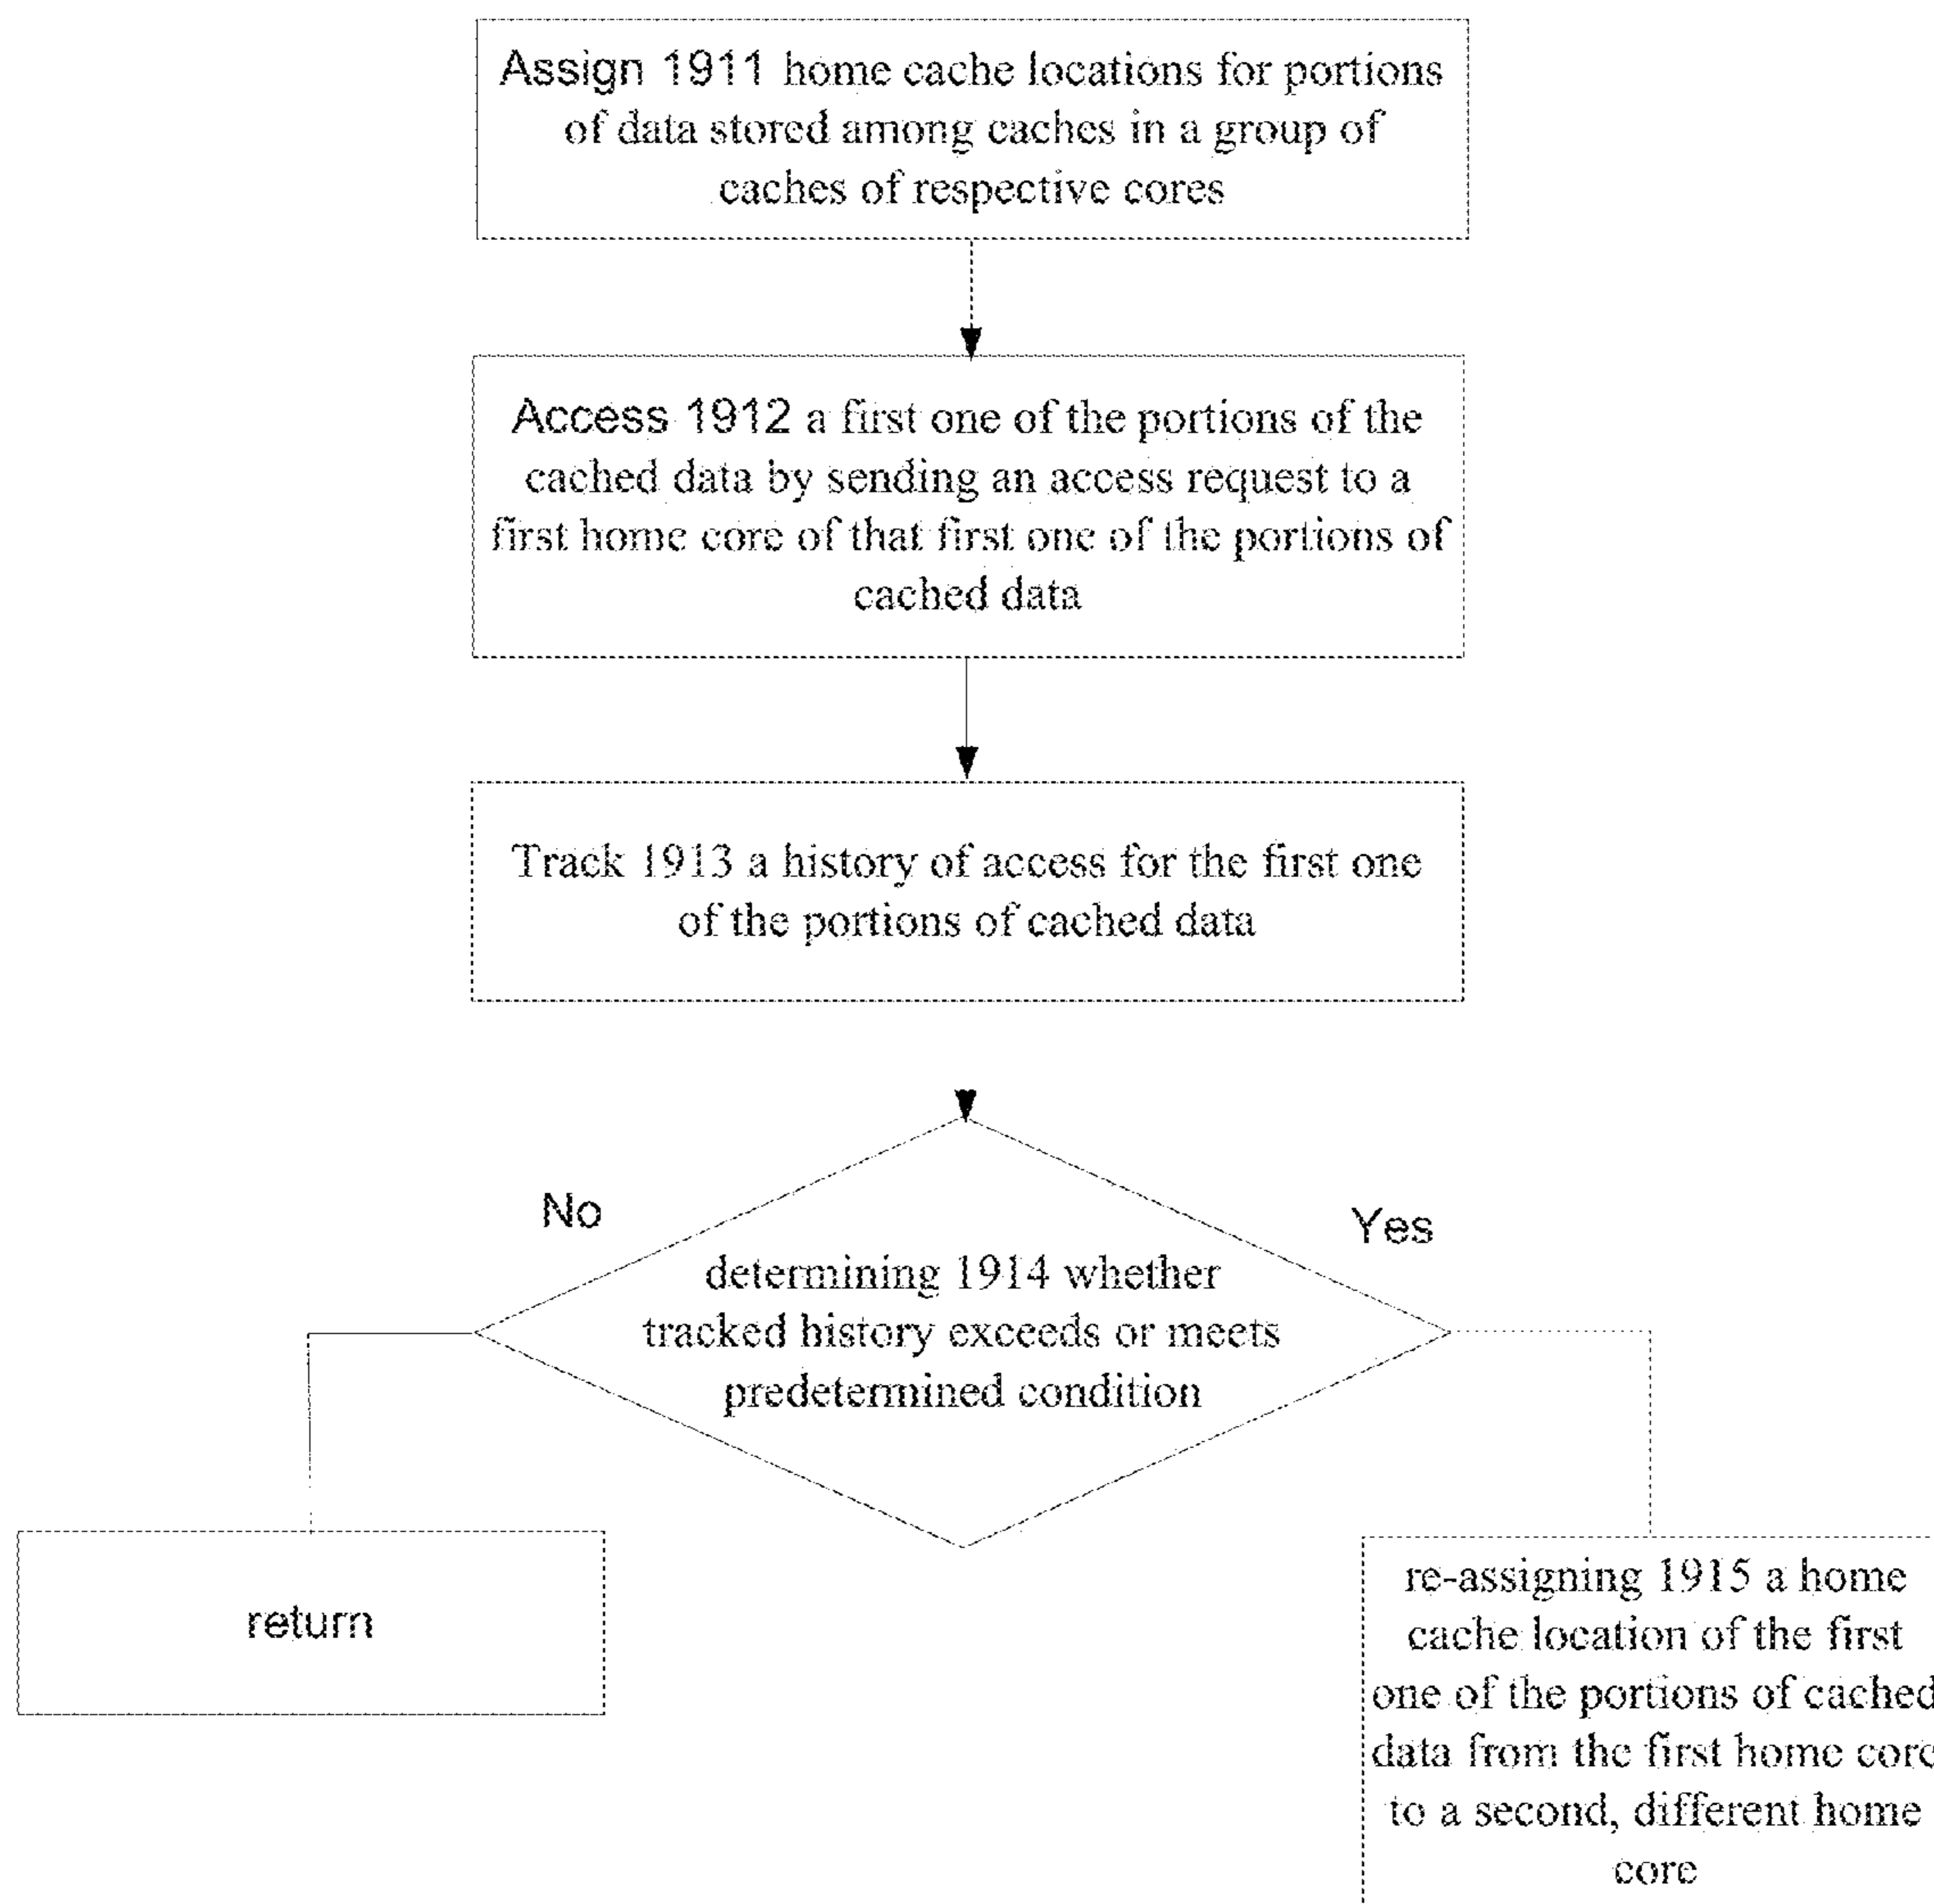 Assign 1911 home cache locations for portions
of data stored among caches in a group of
caches of respective cores
Access 1912 a first one of the portions of the
cached data by sending an access request to a
first home core of that first one of the portions of
cached data
Track 1913 a history of access for the first one
of the portions of cached data
No
Yes
determining 1914 whether
tracked history exceeds or meets
predetermined condition
return
re-assigning 1915 a home
cache location of the first
one of the portions of cached
data from the first home core
to a second, different home
core